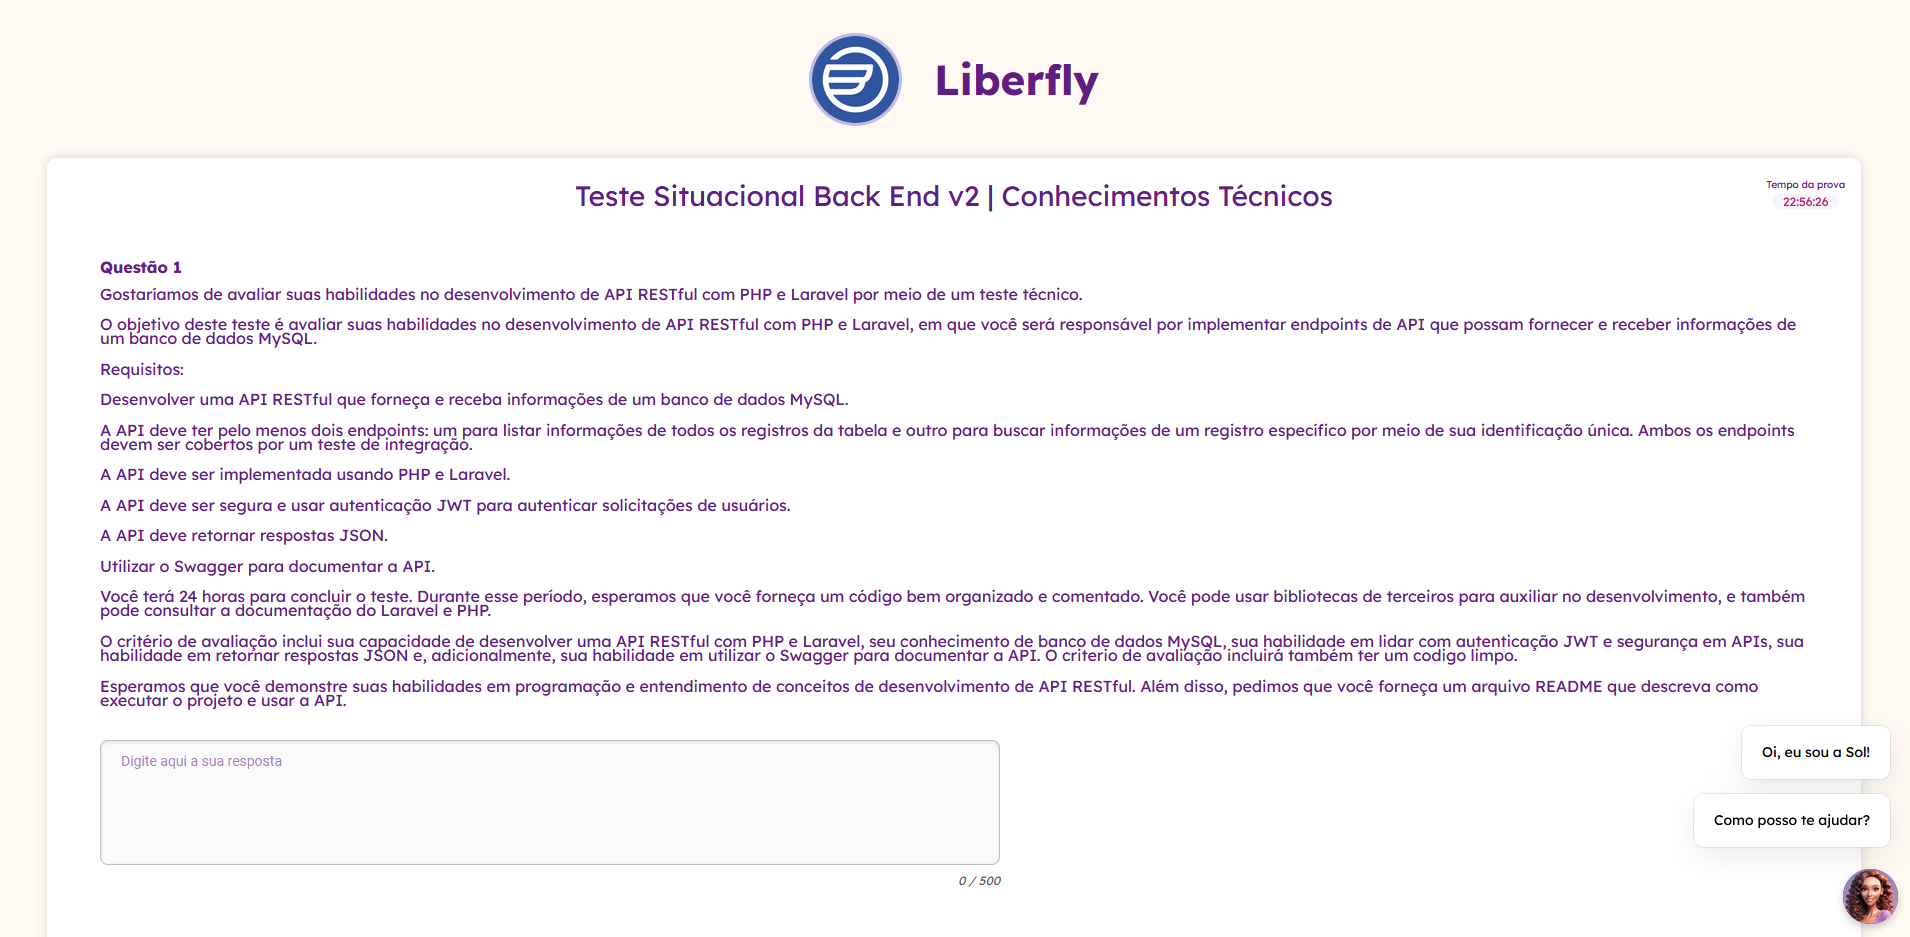 Liberfly
Teste Situacional Back End v2 | Conhecimentos Técnicos
Tempo da prova
22:56:26
Questão 1
Gostaríamos de avaliar suas habilidades no desenvolvimento de API RESTful com PHP e Laravel por meio de um teste técnico.
O objetivo deste teste é avaliar suas habilidades no desenvolvimento de API RESTful com PHP e Laravel, em que você será responsável por implementar endpoints de API que possam fornecer e receber informações de
um banco de dados MySQL.
Requisitos:
Desenvolver uma API RESTful que forneça e receba informações de um banco de dados MySQL.
A API deve ter pelo menos dois endpoints: um para listar informações de todos os registros da tabela e outro para buscar informações de um registro específico por meio de sua identificação única. Ambos os endpoints
devem ser cobertos por um teste de integração.
A API deve ser implementada usando PHP e Laravel.
A API deve ser segura e usar autenticação JWT para autenticar solicitações de usuários.
A API deve retornar respostas JSON.
Utilizar o Swagger para documentar a API.
Você terá 24 horas para concluir o teste. Durante esse período, esperamos que você forneça um código bem organizado e comentado. Você pode usar bibliotecas de terceiros para auxiliar no desenvolvimento, e também
pode consultar a documentação do Laravel e PHP.
O critério de avaliação inclui sua capacidade de desenvolver uma API RESTful com PHP e Laravel, seu conhecimento de banco de dados MySQL, sua habilidade em lidar com autenticação JWT e segurança em APIs, sua
habilidade em retornar respostas JSON e, adicionalmente, sua habilidade em utilizar o Swagger para documentar a API. O criterio de avaliação incluirá também ter um codigo limpo.
Esperamos que você demonstre suas habilidades em programação e entendimento de conceitos de desenvolvimento de API RESTful. Além disso, pedimos que você forneça um arquivo README que descreva como
executar o projeto e usar a API.
Digite aqui a sua resposta
0 / 500
Oi, eu sou a Sol!
Como posso te ajudar?